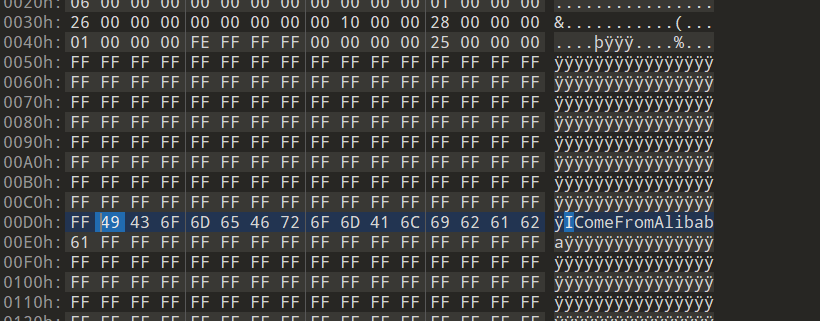 0020h: 06 00 00 00 00 00 00 00 00 00 00 00 01 00 00 00 ................
0030h: 26 00 00 00 00 00 00 00 00 10 00 00 28 00 00 00 &...........(...
0040h: 01 00 00 00 FE FF FF FF 00 00 00 00 25 00 00 00 ....þÿÿÿ....%...
0050h: FF FF FF FF FF FF FF FF FF FF FF FF FF FF FF FF ÿÿÿÿÿÿÿÿÿÿÿÿÿÿÿÿ
0060h: FF FF FF FF FF FF FF FF FF FF FF FF FF FF FF FF ÿÿÿÿÿÿÿÿÿÿÿÿÿÿÿÿ
0070h: FF FF FF FF FF FF FF FF FF FF FF FF FF FF FF FF ÿÿÿÿÿÿÿÿÿÿÿÿÿÿÿÿ
0080h: FF FF FF FF FF FF FF FF FF FF FF FF FF FF FF FF ÿÿÿÿÿÿÿÿÿÿÿÿÿÿÿÿ
0090h: FF FF FF FF FF FF FF FF FF FF FF FF FF FF FF FF ÿÿÿÿÿÿÿÿÿÿÿÿÿÿÿÿ
00A0h: FF FF FF FF FF FF FF FF FF FF FF FF FF FF FF FF ÿÿÿÿÿÿÿÿÿÿÿÿÿÿÿÿ
00B0h: FF FF FF FF FF FF FF FF FF FF FF FF FF FF FF FF ÿÿÿÿÿÿÿÿÿÿÿÿÿÿÿÿ
00C0h: FF FF FF FF FF FF FF FF FF FF FF FF FF FF FF FF ÿÿÿÿÿÿÿÿÿÿÿÿÿÿÿÿ
00D0h: FF 49 43 6F 6D 65 46 72 6F 6D 41 6C 69 62 61 62 ÿIComeFromAlibab
00E0h: 61 FF FF FF FF FF FF FF FF FF FF FF FF FF FF FF aÿÿÿÿÿÿÿÿÿÿÿÿÿÿÿ
00F0h: FF FF FF FF FF FF FF FF FF FF FF FF FF FF FF FF ÿÿÿÿÿÿÿÿÿÿÿÿÿÿÿÿ
0100h: FF FF FF FF FF FF FF FF FF FF FF FF FF FF FF FF ÿÿÿÿÿÿÿÿÿÿÿÿÿÿÿÿ
0110h: FF FF FF FF FF FF FF FF FF FF FF FF FF FF FF FF ÿÿÿÿÿÿÿÿÿÿÿÿÿÿÿÿ